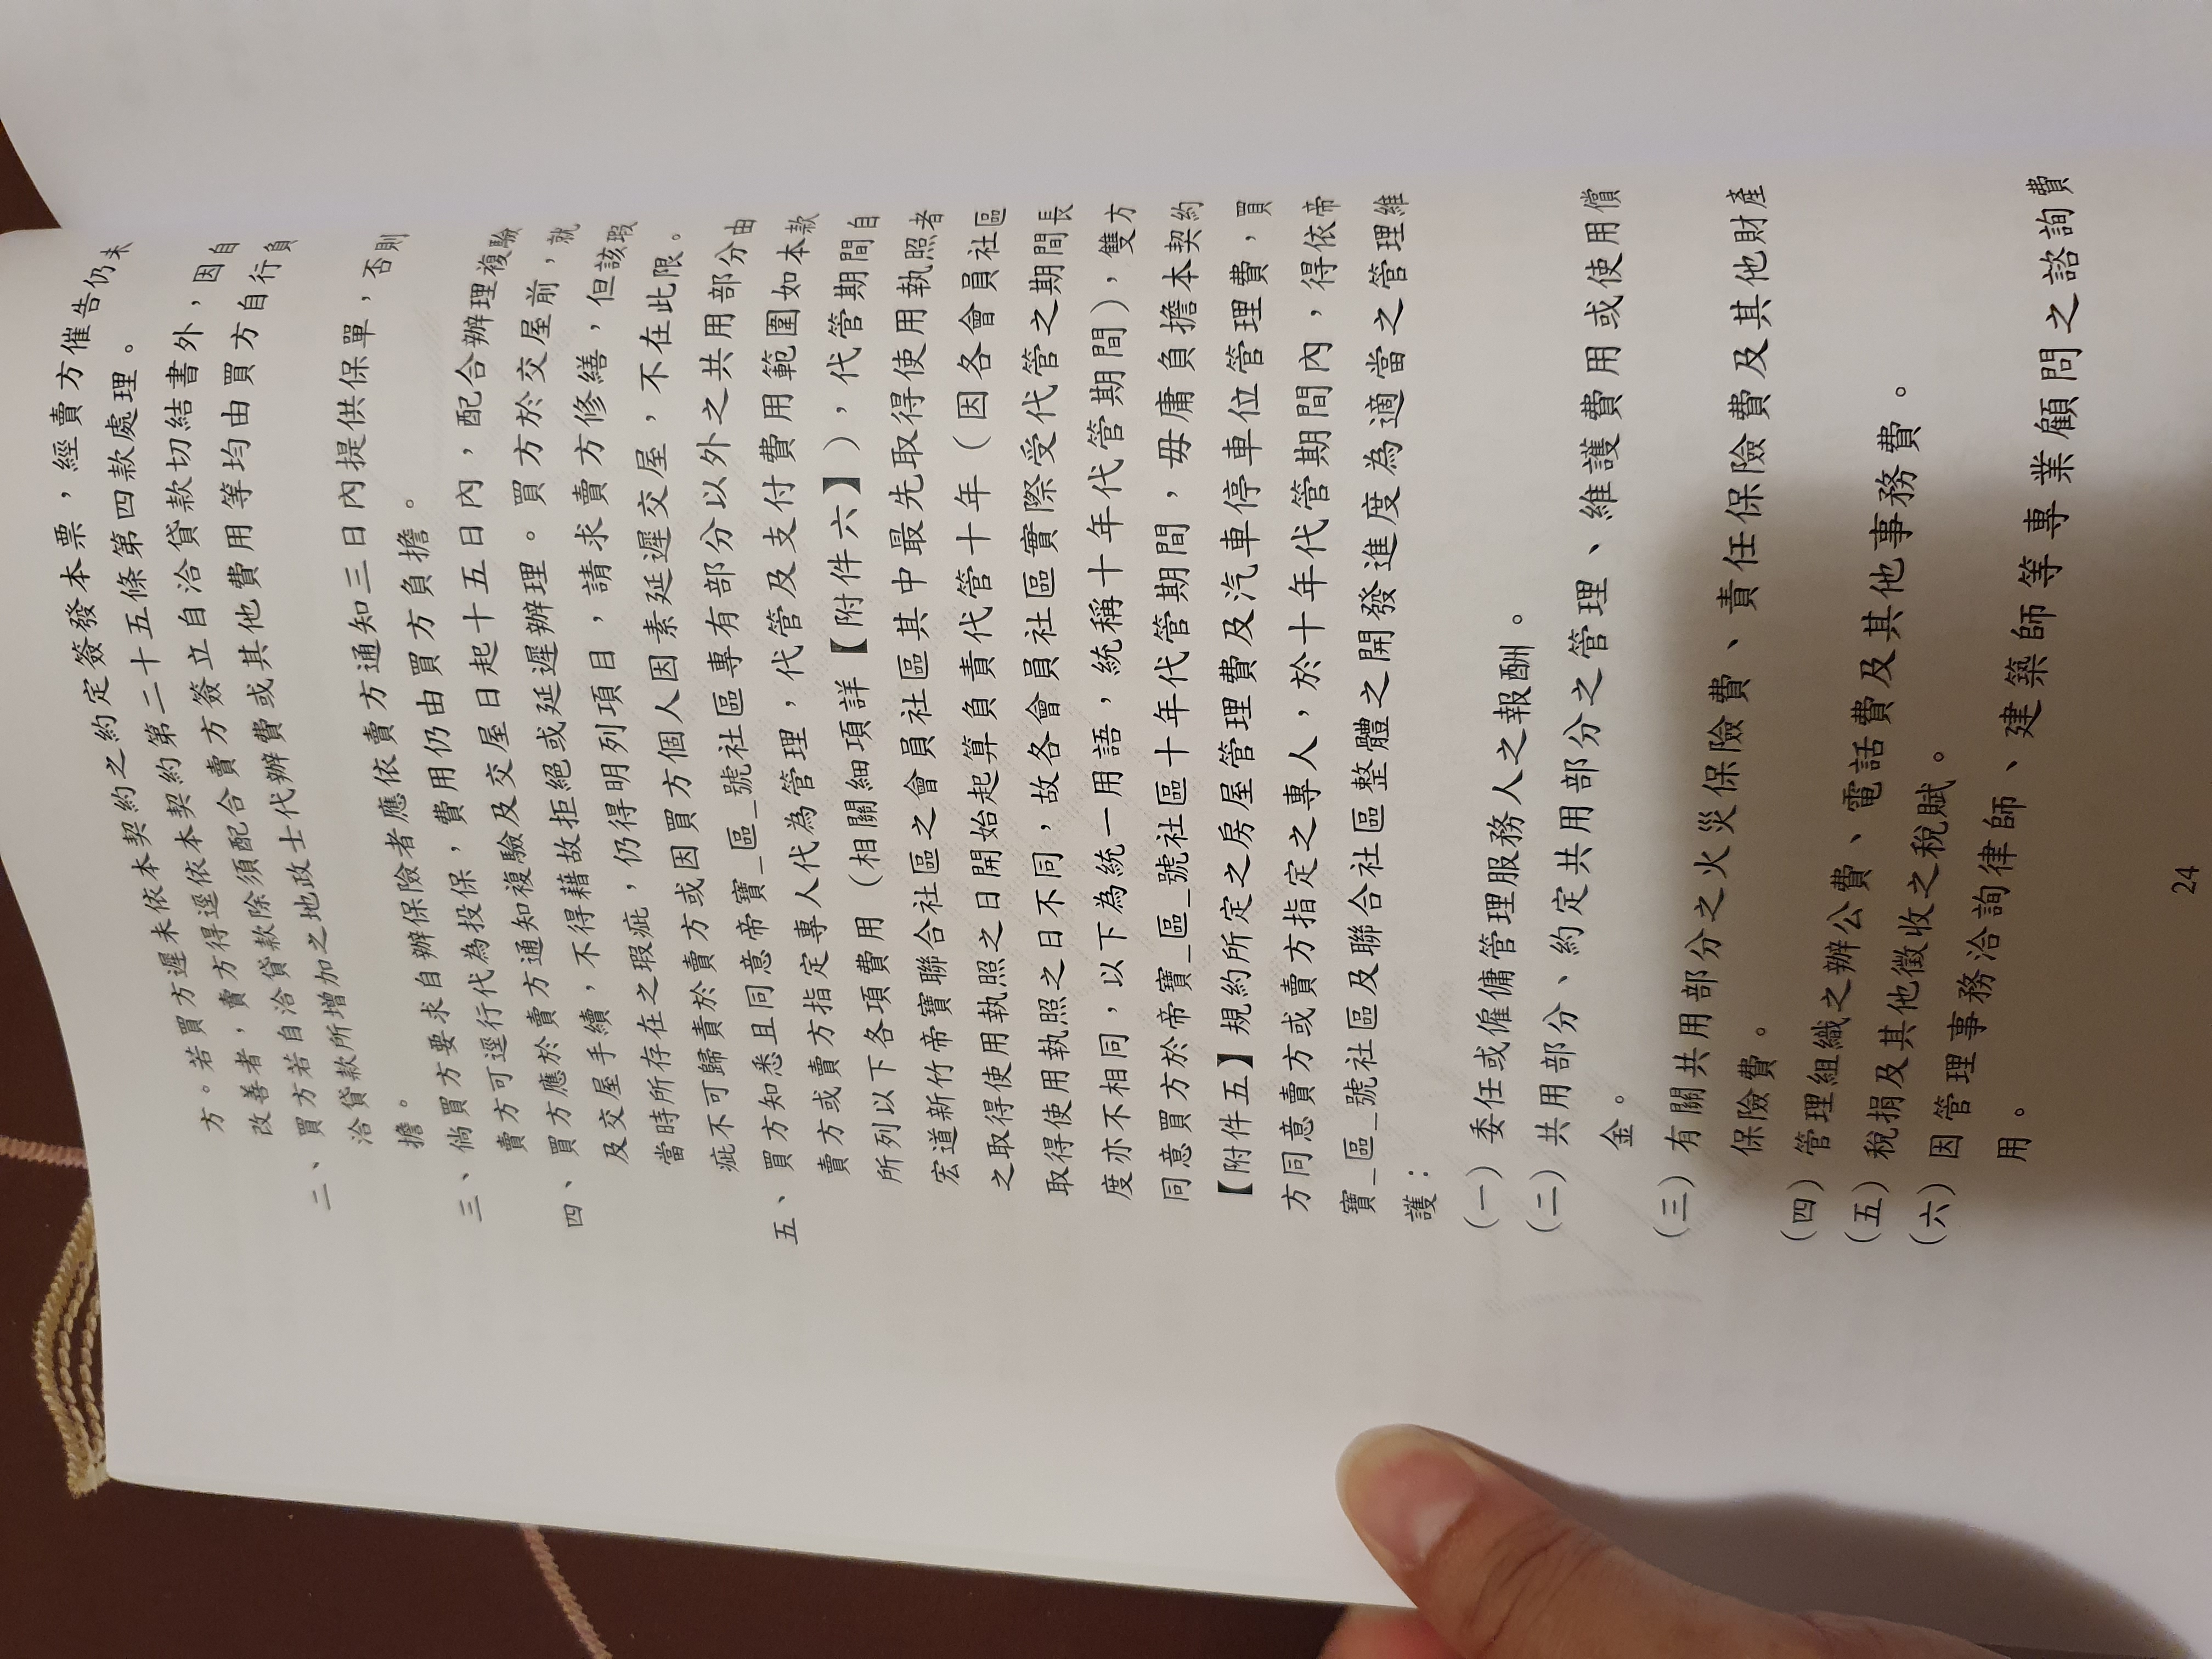 方。若買方遲未依本契約之約定簽發本票，經賣方催告仍未
改善者，賣方得逕依本契約第二十五條第四款處理。
二、買方若自洽貸款除須配合賣方簽立自洽貸款切結書外，因自
洽貸款所增加之地政士代辦費或其他費用等均由買方自行負
擔。
三、倘買方要求自辦保險者應依賣方通知三日內提供保單，否則
賣方可逕行代為投保，費用仍由買方負擔。
四、買方應於賣方通知複驗及交屋日起十五日內，配合辦理複驗
及交屋手續，不得藉故拒絕或延遲辦理。買方於交屋前，就
當時所存在之瑕疵，仍得明列項目，請求賣方修繕，但該瑕
疵不可歸責於賣方或因買方個人因素延遲交屋，不在此限。
五、買方知悉且同意帝寶_區_號社區專有部分以外之共用部分由
賣方或賣方指定專人代為管理，代管及支付費用範圍如本款
所列以下各項費用（相關細項詳【附件六】），代管期間自
宏道新竹帝寶聯合社區之會員社區其中最先取得使用執照者
之取得使用執照之日開始起算負責代管十年（因各會員社區
取得使用執照之日不同，故各會員社區實際受代管之期間長
度亦不相同，以下為統一用語，統稱十年代管期間），雙方
同意買方於帝寶_區_號社區十年代管期間，毋庸負擔本契約
【附件五】規約所定之房屋管理費及汽車停車位管理費，買
方同意賣方或賣方指定之專人，於十年代管期間內，得依帝
寶_區_號社區及聯合社區整體之開發進度為適當之管理維
護：
（一）委任或僱傭管理服務人之報酬。
（二）共用部分、約定共用部分之管理、維護費用或使用償
金。
（三）有關共用部分之火災保險費、責任保險費及其他財產
保險費。
（四）管理組織之辦公費、電話費及其他事務費。
（五）稅捐及其他徵收之稅賦。
（六）因管理事務洽詢律師、建築師等專業顧問之諮詢費
用。
24